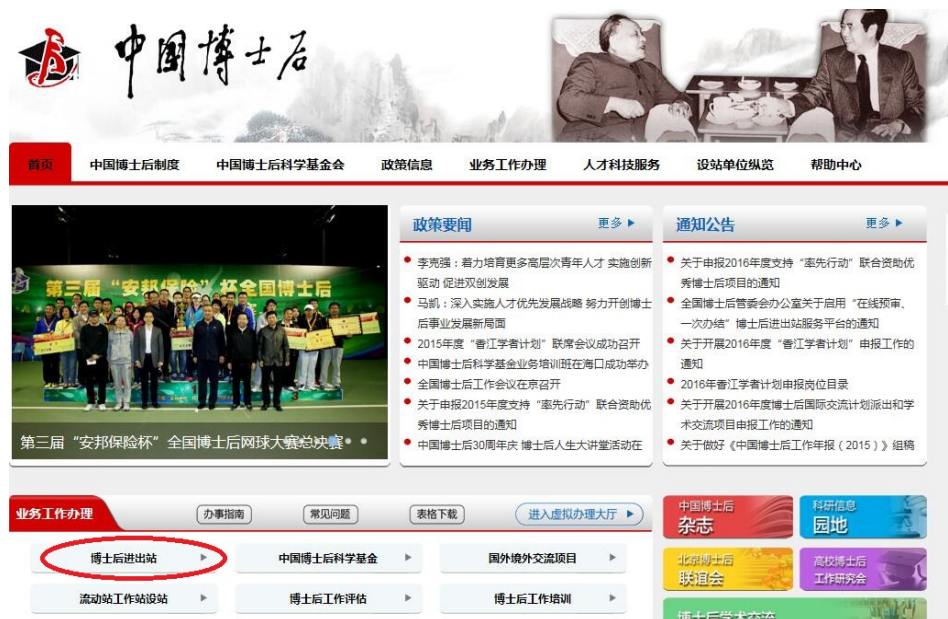 中国博士后
首页 中国博士后制度 中国博士后科学基金会 政策信息 业务工作办理 人才科技服务 设站单位纵览 帮助中心
第三届“安邦保险”杯全国博士后
第三届“安邦保险杯”全国博士后网球大赛总决赛
政策要闻 更多
李克强：着力培育更多高层次青年人才 实施创新
驱动 促进双创发展
马凯：深入实施人才优先发展战略 努力开创博士
后事业发展新局面
2015年度“香江学者计划”联席会议成功召开
中国博士后科学基金业务培训班在海口成功举办
全国博士后工作会议在京召开
关于申报2015年度支持“率先行动”联合资助优
秀博士后项目的通知
中国博士后30周年庆 博士后人生大讲堂活动在
通知公告 更多
关于申报2016年度支持“率先行动”联合资助优
秀博士后项目的通知
全国博士后管委会办公室关于启用“在线预审、
一次办结”博士后进出站服务平台的通知
关于开展2016年度“香江学者计划”申报工作的
通知
2016年香江学者计划申报岗位目录
关于开展2016年度博士后国际交流计划派出和学
术交流项目申报工作的通知
关于做好《中国博士后工作年报（2015）》组稿
业务工作办理 办事指南 常见问题 表格下载 进入虚拟办理大厅
博士后进出站 中国博士后科学基金 国外境外交流项目
流动站工作站设站 博士后工作评估 博士后工作培训
中国博士后
杂志
科研信息
园地
北京博士后
联谊会
高校博士后
工作研究会
博士后学术交流